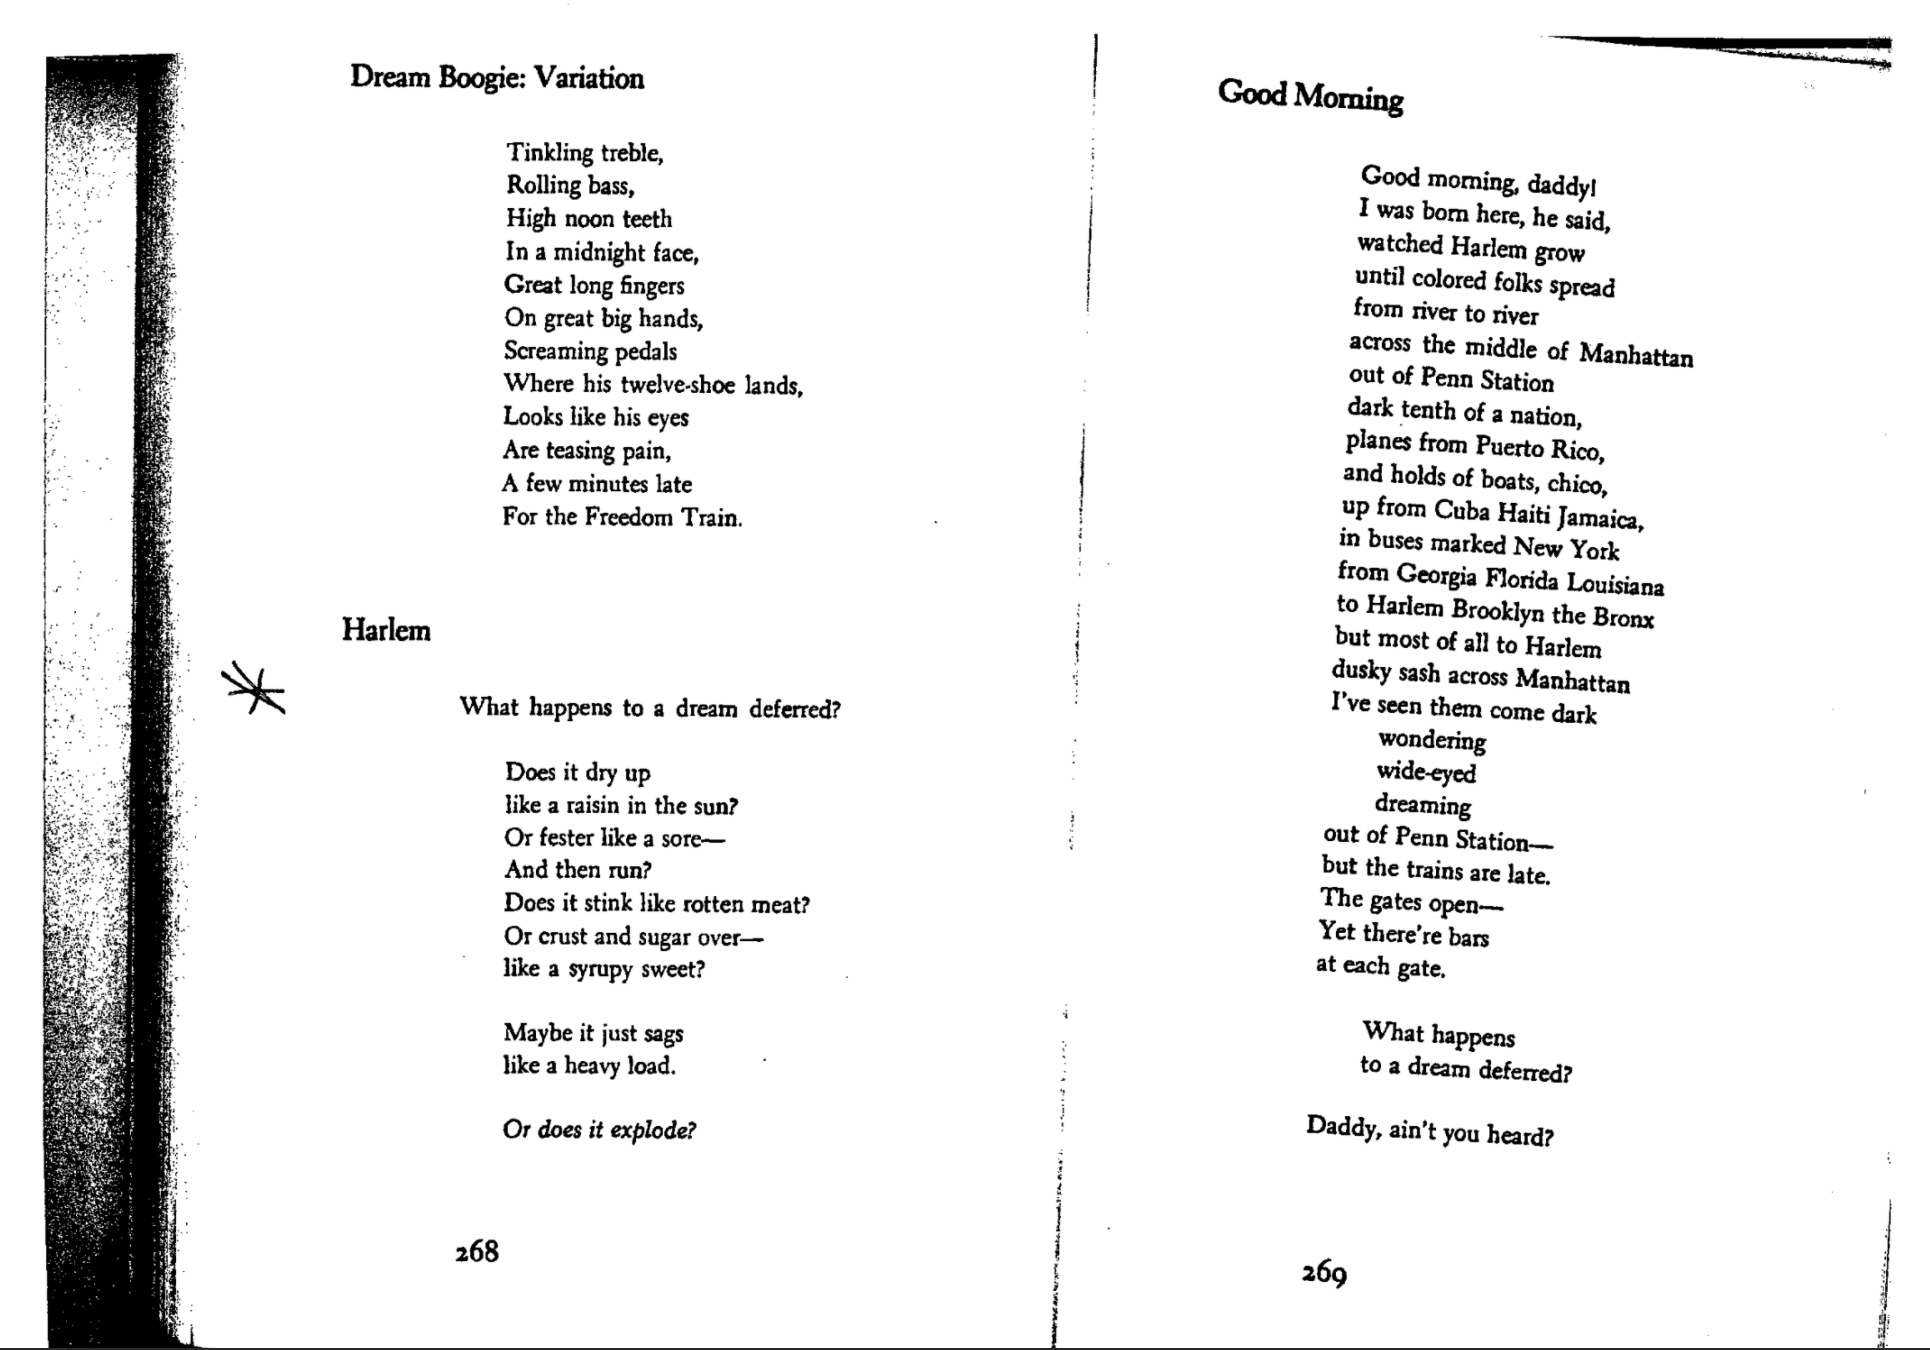 Dream Boogie: Variation
Tinkling treble,
Rolling bass,
High noon teeth
In a midnight face,
Great long fingers
On great big hands,
Screaming pedals
Where his twelve-shoe lands,
Looks like his eyes
Are teasing pain,
A few minutes late
For the Freedom Train.
Harlem
What happens to a dream deferred?
Does it dry up
like a raisin in the sun?
Or fester like a sore—
And then run?
Does it stink like rotten meat?
Or crust and sugar over—
like a syrupy sweet?
Maybe it just sags
like a heavy load.
Or does it explode?
268
Good Morning
Good morning, daddy!
I was born here, he said,
watched Harlem grow
until colored folks spread
from river to river
across the middle of Manhattan
out of Penn Station
dark tenth of a nation,
planes from Puerto Rico,
and holds of boats, chico,
up from Cuba Haiti Jamaica,
in buses marked New York
from Georgia Florida Louisiana
to Harlem Brooklyn the Bronx
but most of all to Harlem
dusky sash across Manhattan
I've seen them come dark
wondering
wide-eyed
dreaming
out of Penn Station—
but the trains are late.
The gates open—
Yet there're bars
at each gate.
What happens
to a dream deferred?
Daddy, ain't you heard?
269